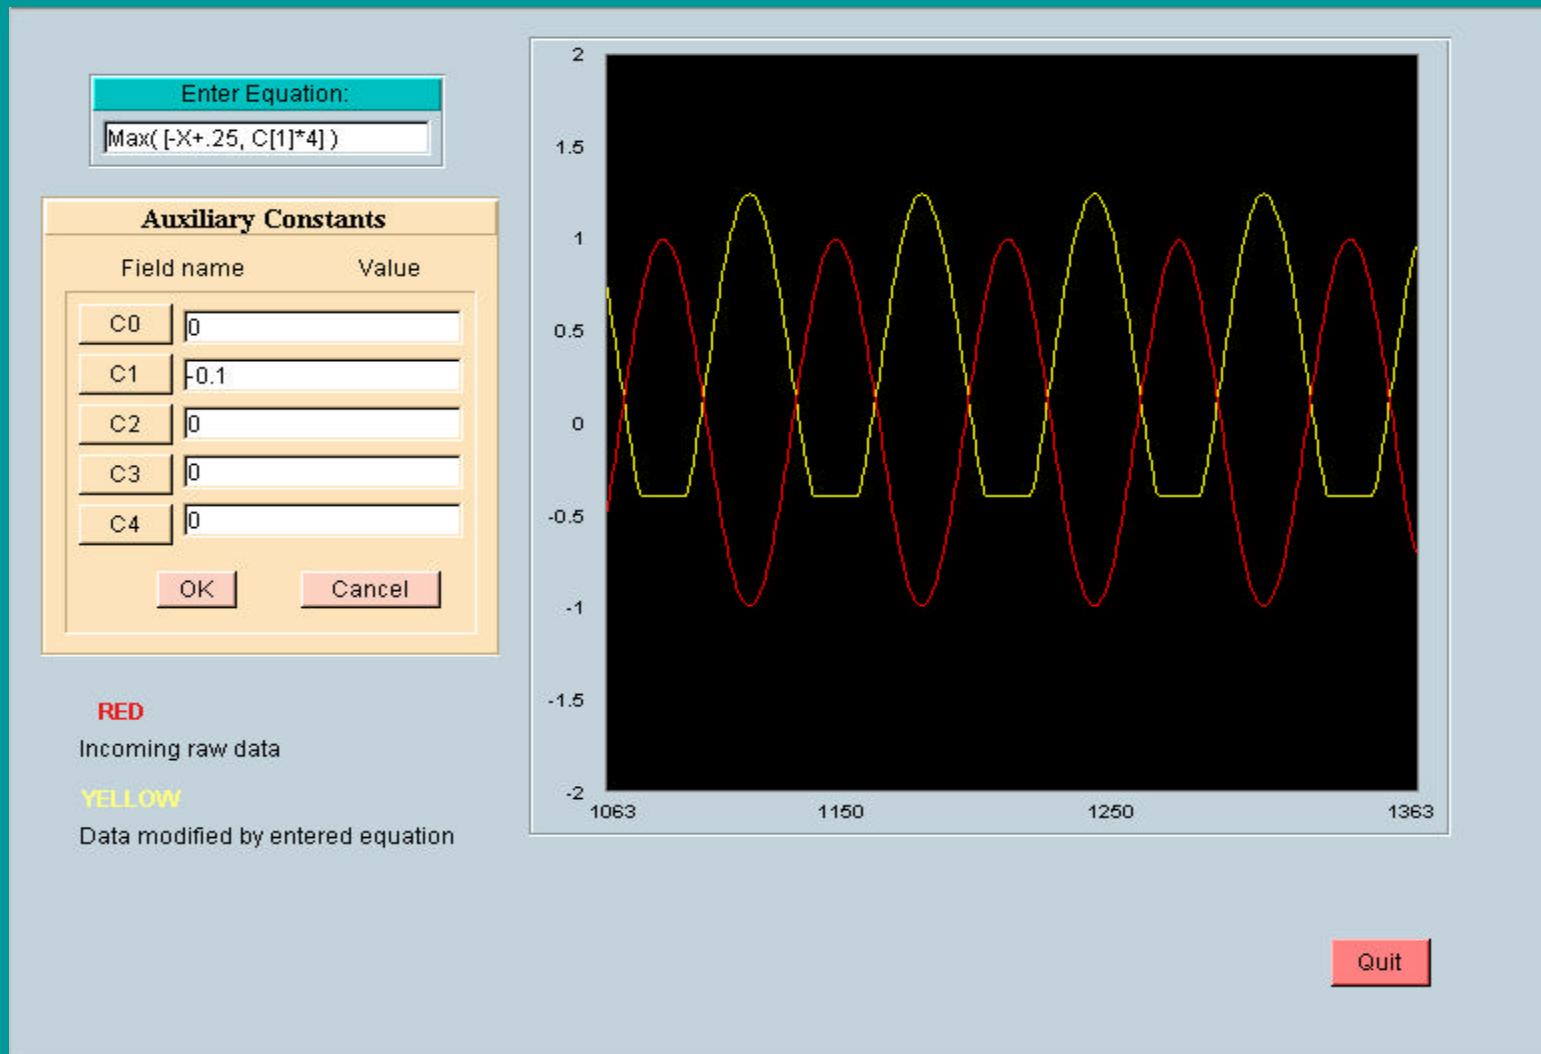 Enter Equation:
Max( [-X+.25, C[1]*4] )
Auxiliary Constants
Field name Value
C0 0
C1 -0.1
C2 0
C3 0
C4 0
OK Cancel
RED
Incoming raw data
YELLOW
Data modified by entered equation
2
1.5
1
0.5
0
-0.5
-1
-1.5
-2
1063 1150 1250 1363
Quit